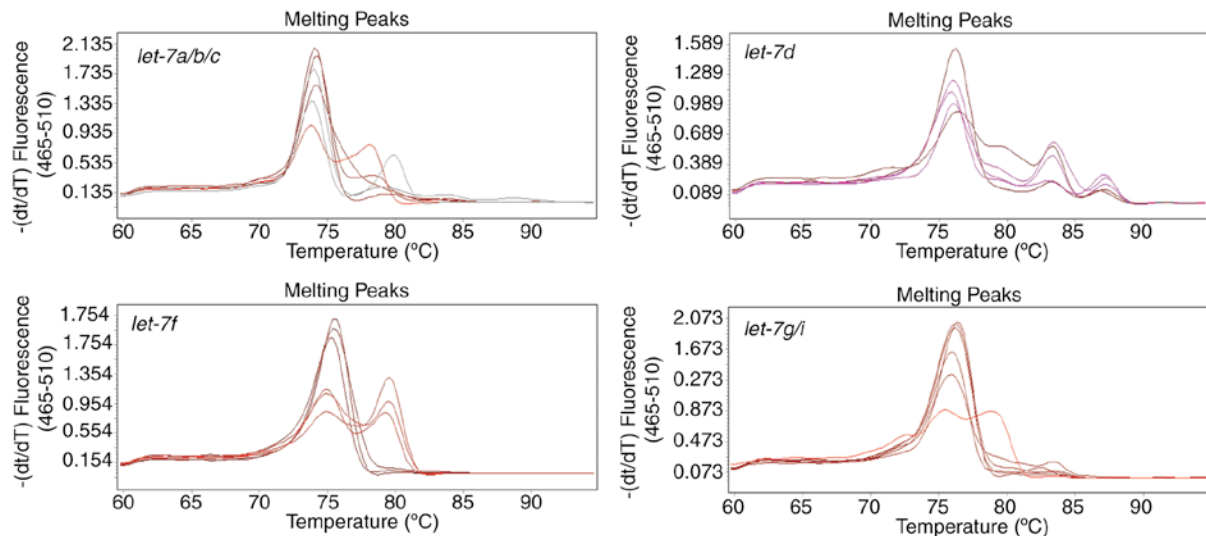 Melting Peaks
let-7a/b/c
-(dt/dT) Fluorescence
(465-510)
2.135
1.735
1.335
0.935
0.535
0.135
60 65 70 75 80 85 90
Temperature (ºC)
Melting Peaks
let-7d
-(dt/dT) Fluorescence
(465-510)
1.589
1.289
0.989
0.689
0.389
0.089
60 65 70 75 80 85 90
Temperature (ºC)
Melting Peaks
let-7f
-(dt/dT) Fluorescence
(465-510)
1.754
1.754
1.354
0.954
0.554
0.154
60 65 70 75 80 85 90
Temperature (ºC)
Melting Peaks
let-7g/i
-(dt/dT) Fluorescence
(465-510)
2.073
1.673
0.273
0.873
0.473
0.073
60 65 70 75 80 85 90
Temperature (ºC)